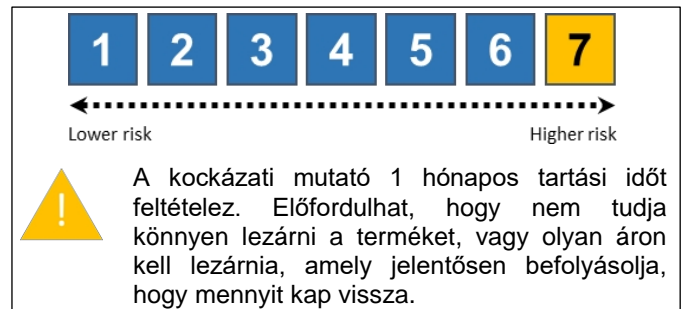 1 2 3 4 5 6 7
Lower risk Higher risk
!
A kockázati mutató 1 hónapos tartási időt
feltételez. Előfordulhat, hogy nem tudja
könnyen lezárni a terméket, vagy olyan áron
kell lezárnia, amely jelentősen befolyásolja,
hogy mennyit kap vissza.